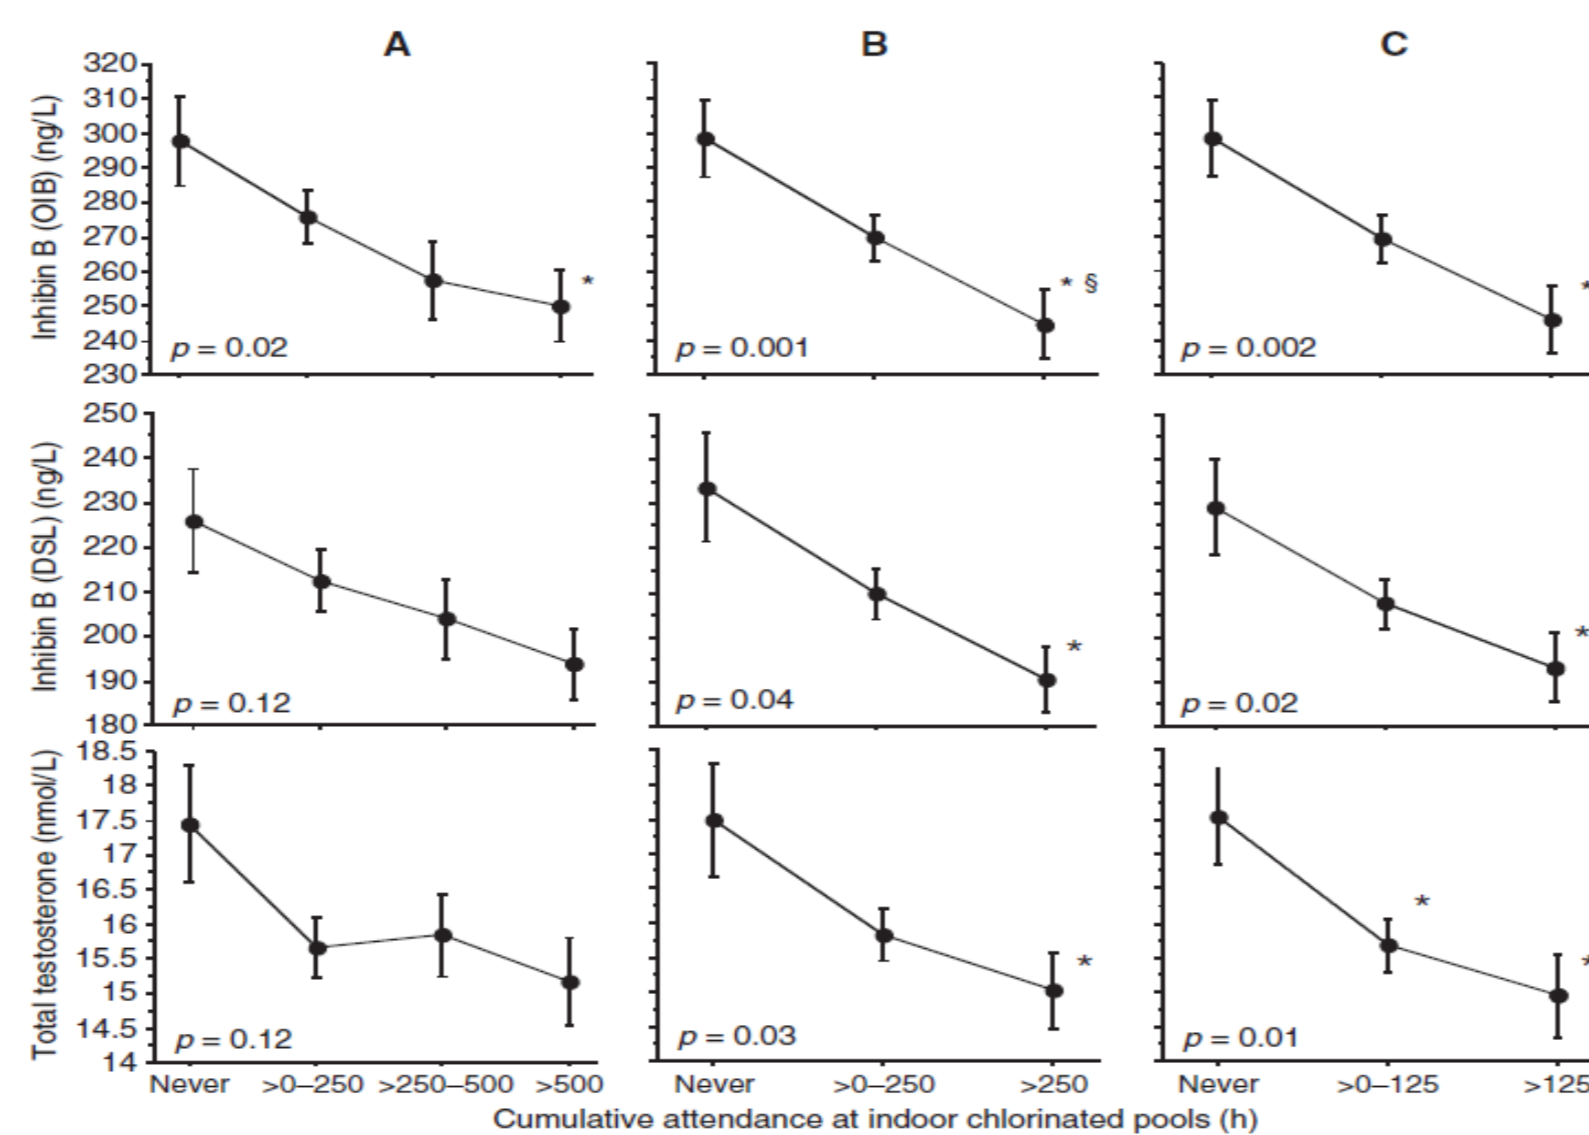 A B C
Inhibin B (OIB) (ng/L)
320
310
300
290
280
270
260
250
240
230
*
p = 0.02
* §
p = 0.001
*
p = 0.002
Inhibin B (DSL) (ng/L)
250
240
230
220
210
200
190
180
p = 0.12
*
p = 0.04
*
p = 0.02
Total testosterone (nmol/L)
18.5
18
17.5
17
16.5
16
15.5
15
14.5
14
p = 0.12
*
p = 0.03
*
*
p = 0.01
Never >0–250 >250–500 >500 Never >0–250 >250 Never >0–125 >125
Cumulative attendance at indoor chlorinated pools (h)